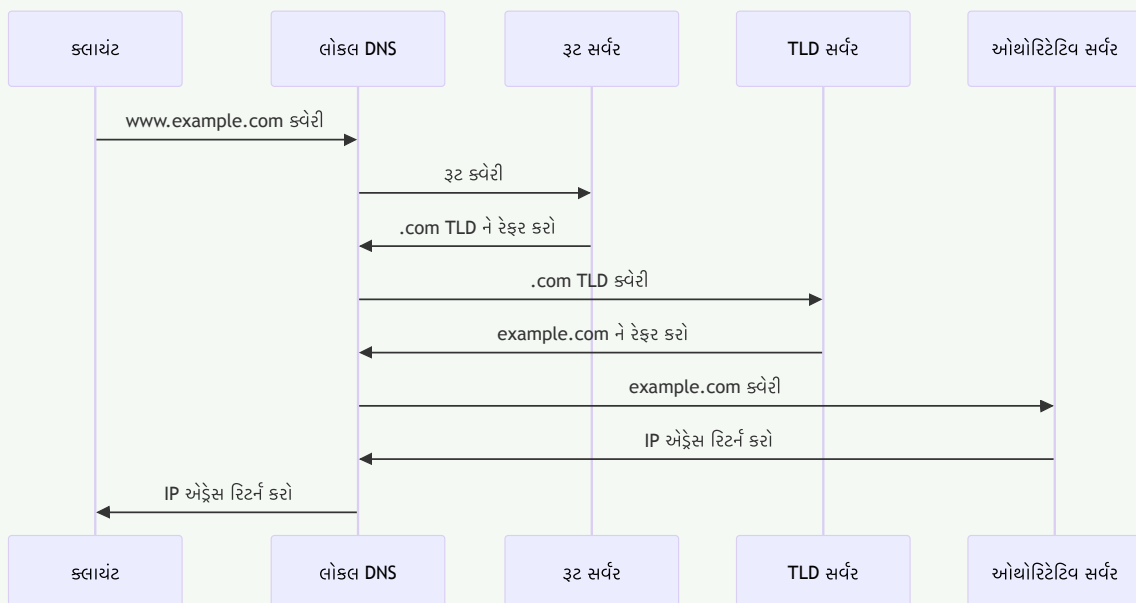 ક્લાયંટ
લોકલ DNS
રૂટ સર્વર
TLD સર્વર
ઓથોરિટેટિવ સર્વર
www.example.com ક્વેરી
રૂટ ક્વેરી
.com TLD ને રેફર કરો
.com TLD ક્વેરી
example.com ને રેફર કરો
example.com ક્વેરી
IP એડ્રેસ રિટર્ન કરો
IP એડ્રેસ રિટર્ન કરો
ક્લાયંટ
લોકલ DNS
રૂટ સર્વર
TLD સર્વર
ઓથોરિટેટિવ સર્વર